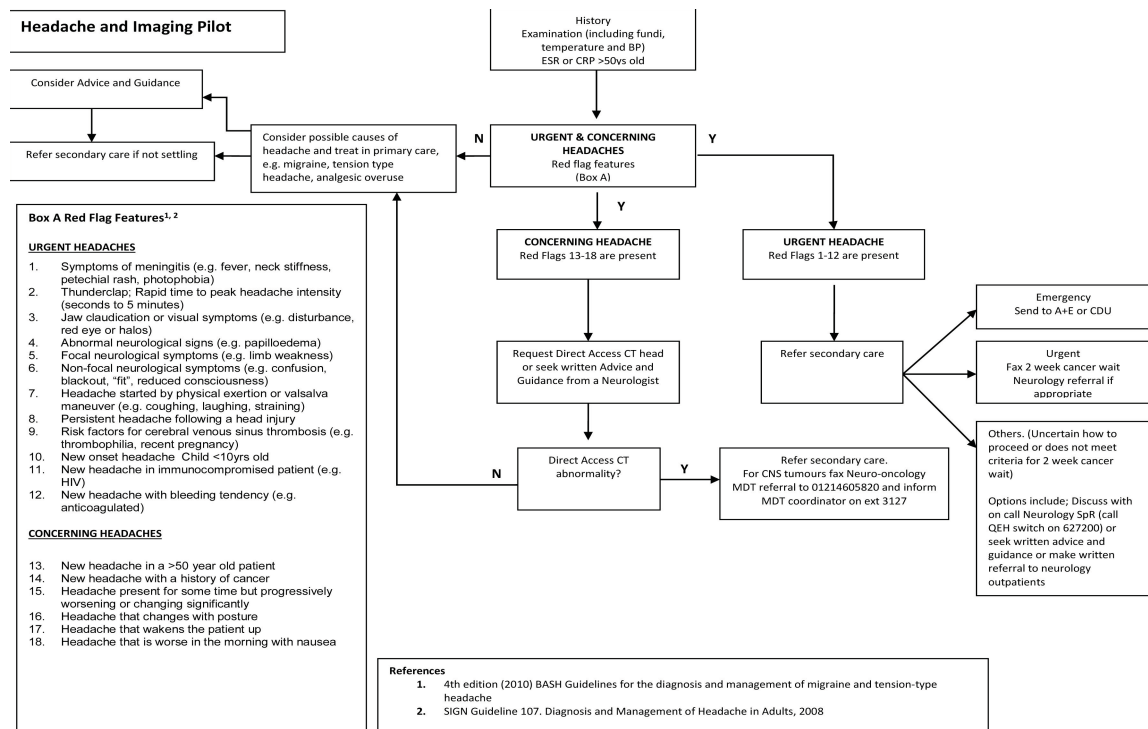 Headache and Imaging Pilot
History
Examination (including fundi,
temperature and BP)
ESR or CRP >50ys old
Consider Advice and Guidance
Refer secondary care if not settling
Consider possible causes of
headache and treat in primary care,
e.g. migraine, tension type
headache, analgesic overuse
N
URGENT & CONCERNING
HEADACHES
Red flag features
(Box A)
Y
Y
CONCERNING HEADACHE
Red Flags 13-18 are present
URGENT HEADACHE
Red Flags 1-12 are present
Request Direct Access CT head
or seek written Advice and
Guidance from a Neurologist
Refer secondary care
Emergency
Send to A+E or CDU
Urgent
Fax 2 week cancer wait
Neurology referral if
appropriate
Others. (Uncertain how to
proceed or does not meet
criteria for 2 week cancer
wait)
Options include; Discuss with
on call Neurology SpR (call
QEH switch on 627200) or
seek written advice and
guidance or make written
referral to neurology
outpatients
N
Direct Access CT
abnormality?
Y
Refer secondary care.
For CNS tumours fax Neuro-oncology
MDT referral to 01214605820 and inform
MDT coordinator on ext 3127
Box A Red Flag Features1, 2
URGENT HEADACHES
1. Symptoms of meningitis (e.g. fever, neck stiffness,
petechial rash, photophobia)
2. Thunderclap; Rapid time to peak headache intensity
(seconds to 5 minutes)
3. Jaw claudication or visual symptoms (e.g. disturbance,
red eye or halos)
4. Abnormal neurological signs (e.g. papilloedema)
5. Focal neurological symptoms (e.g. limb weakness)
6. Non-focal neurological symptoms (e.g. confusion,
blackout, "fit", reduced consciousness)
7. Headache started by physical exertion or valsalva
maneuver (e.g. coughing, laughing, straining)
8. Persistent headache following a head injury
9. Risk factors for cerebral venous sinus thrombosis (e.g.
thrombophilia, recent pregnancy)
10. New onset headache Child <10yrs old
11. New headache in immunocompromised patient (e.g.
HIV)
12. New headache with bleeding tendency (e.g.
anticoagulated)
CONCERNING HEADACHES
13. New headache in a >50 year old patient
14. New headache with a history of cancer
15. Headache present for some time but progressively
worsening or changing significantly
16. Headache that changes with posture
17. Headache that wakens the patient up
18. Headache that is worse in the morning with nausea
References
1. 4th edition (2010) BASH Guidelines for the diagnosis and management of migraine and tension-type
headache
2. SIGN Guideline 107. Diagnosis and Management of Headache in Adults, 2008